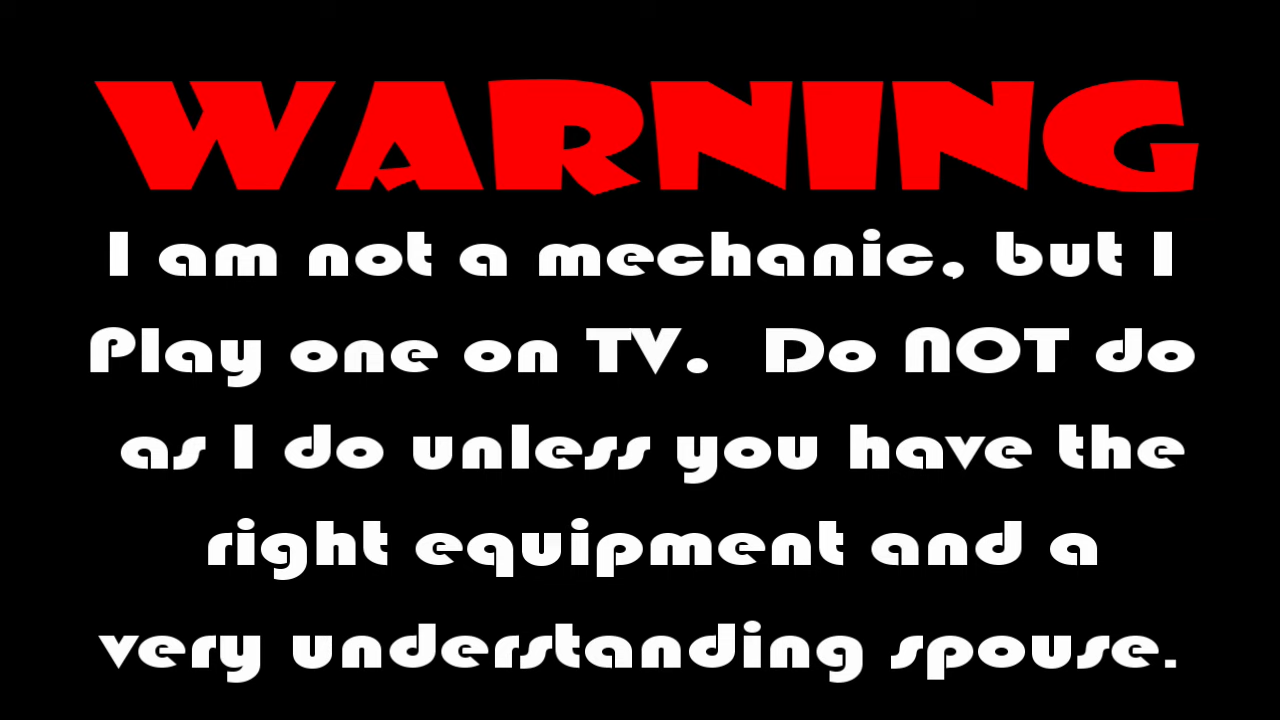 WARNING
I am not a mechanic, but I
Play one on TV.  Do NOT do
as I do unless you have the
right equipment and a
very understanding spouse.